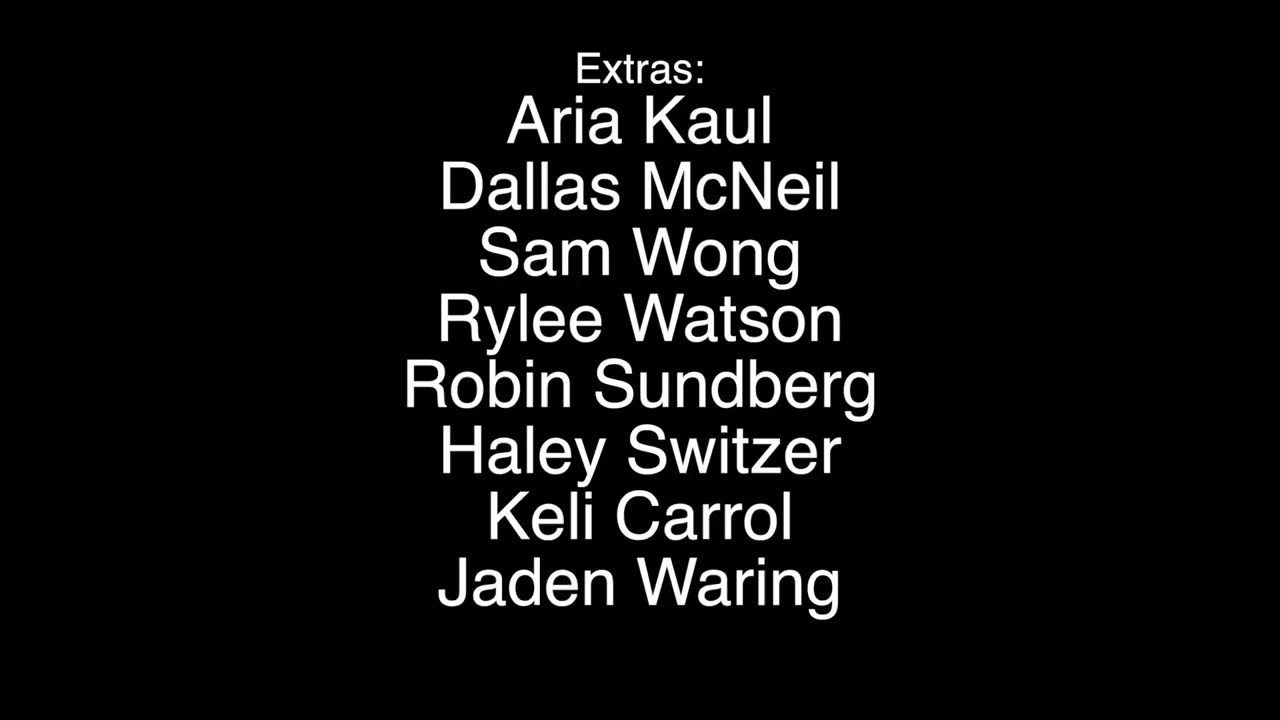 Extras:
Aria Kaul
Dallas McNeil
Sam Wong
Rylee Watson
Robin Sundberg
Haley Switzer
Keli Carrol
Jaden Waring